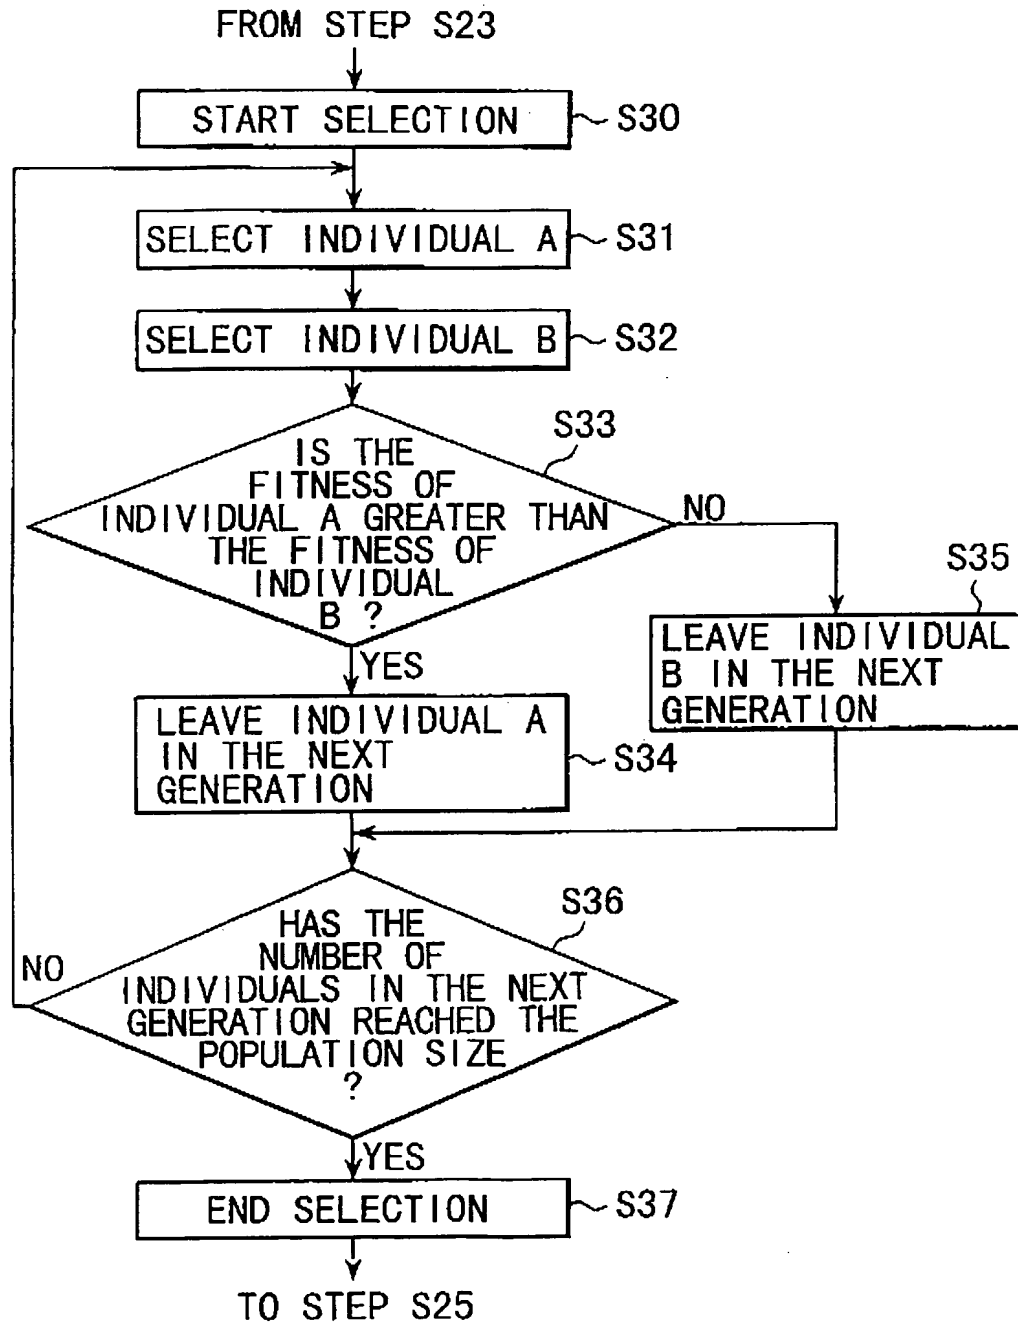 FROM STEP S23
START SELECTION
S30
SELECT INDIVIDUAL A
S31
SELECT INDIVIDUAL B
S32
S33
IS THE
FITNESS OF
INDIVIDUAL A GREATER THAN
THE FITNESS OF
INDIVIDUAL
B ?
NO
YES
S35
LEAVE INDIVIDUAL
B IN THE NEXT
GENERATION
LEAVE INDIVIDUAL A
IN THE NEXT
GENERATION
S34
S36
HAS THE
NUMBER OF
INDIVIDUALS IN THE NEXT
GENERATION REACHED THE
POPULATION SIZE
?
NO
YES
END SELECTION
S37
TO STEP S25